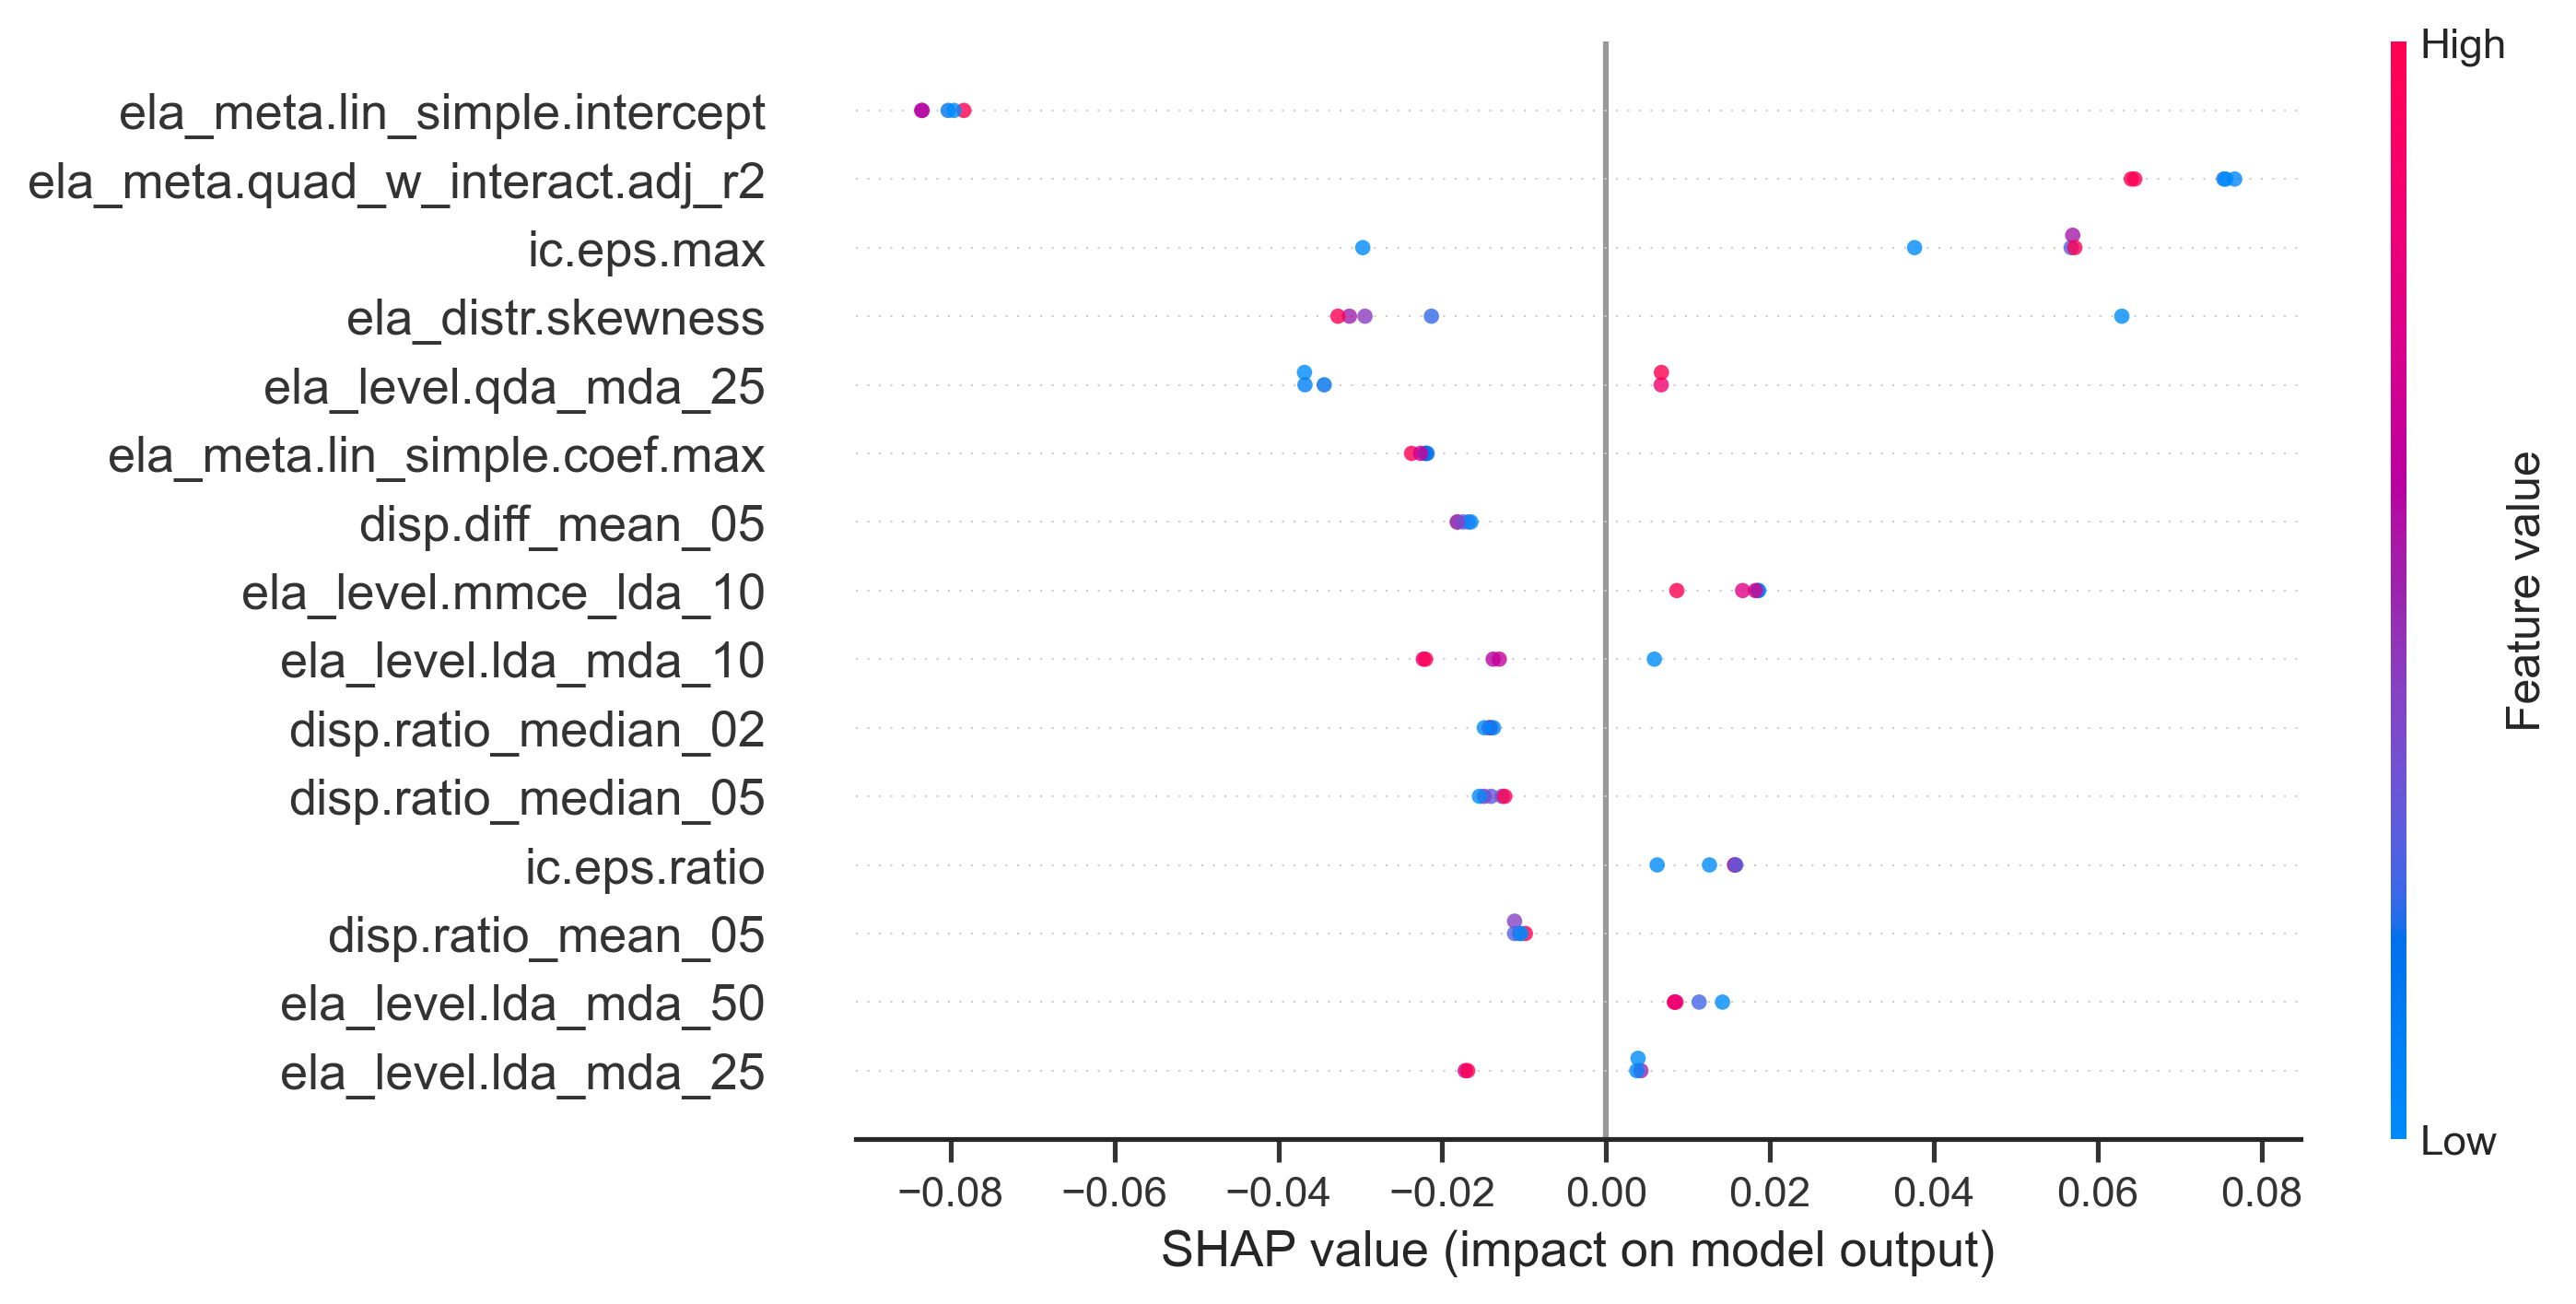 High
ela_meta.lin_simple.intercept
ela_meta.quad_w_interact.adj_r2
ic.eps.max
ela_distr.skewness
ela_level.qda_mda_25
ela_meta.lin_simple.coef.max
disp.diff_mean_05
ela_level.mmce_lda_10
ela_level.lda_mda_10
disp.ratio_median_02
disp.ratio_median_05
ic.eps.ratio
disp.ratio_mean_05
ela_level.lda_mda_50
ela_level.lda_mda_25
Feature value
Low
−0.08 −0.06 −0.04 −0.02 0.00 0.02 0.04 0.06 0.08
SHAP value (impact on model output)